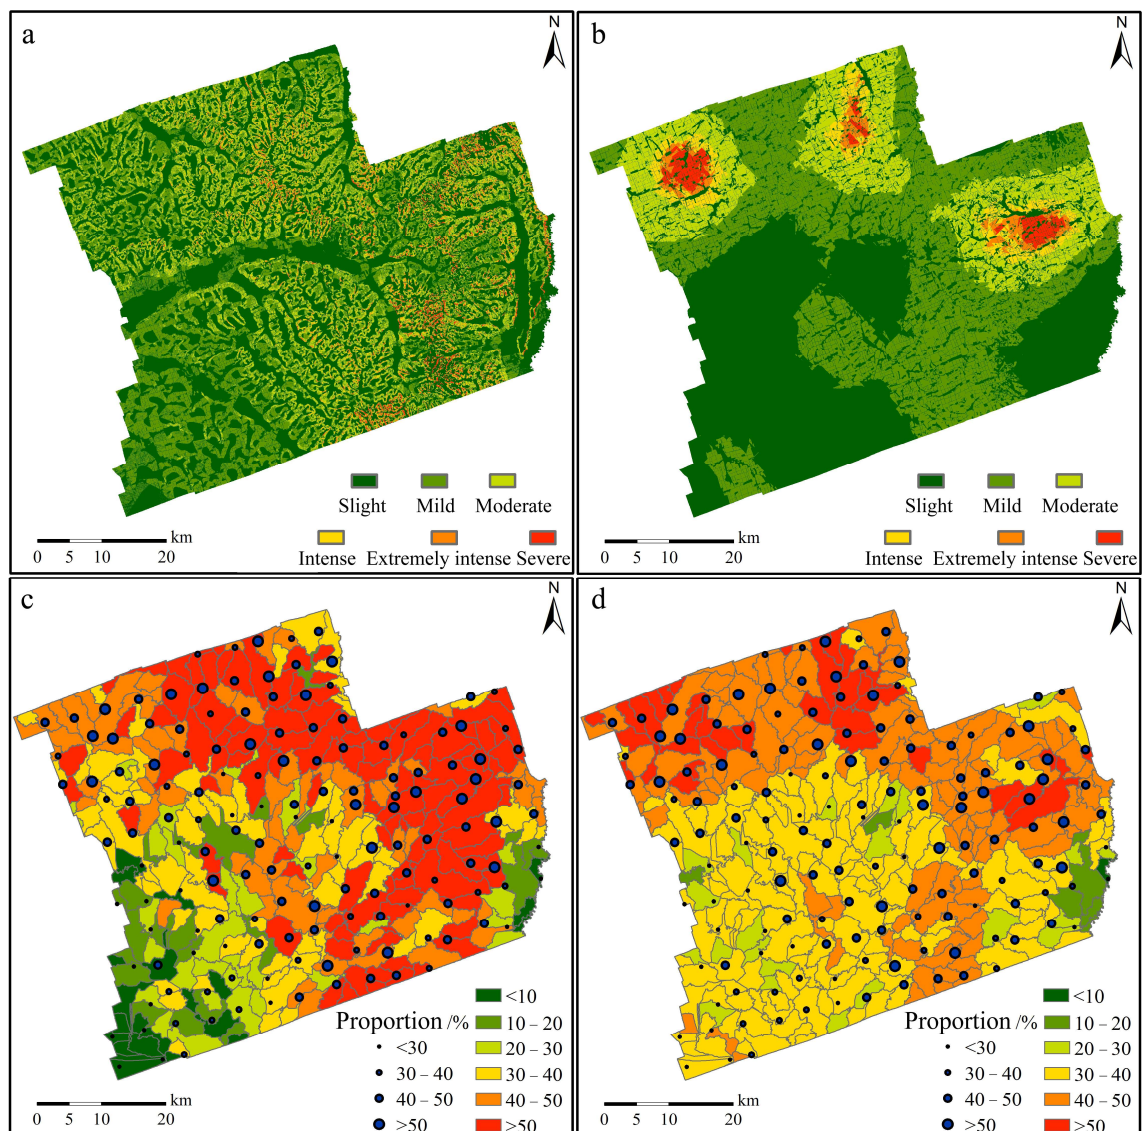 a
N
Slight Mild Moderate
km
0 5 10 20
Intense Extremely intense Severe
b
N
Slight Mild Moderate
km
0 5 10 20
Intense Extremely intense Severe
c
N
Proportion /%
<30
30 – 40
40 – 50
>50
<10
10 – 20
20 – 30
30 – 40
40 – 50
>50
km
0 5 10 20
d
N
Proportion /%
<30
30 – 40
40 – 50
>50
<10
10 – 20
20 – 30
30 – 40
40 – 50
>50
km
0 5 10 20